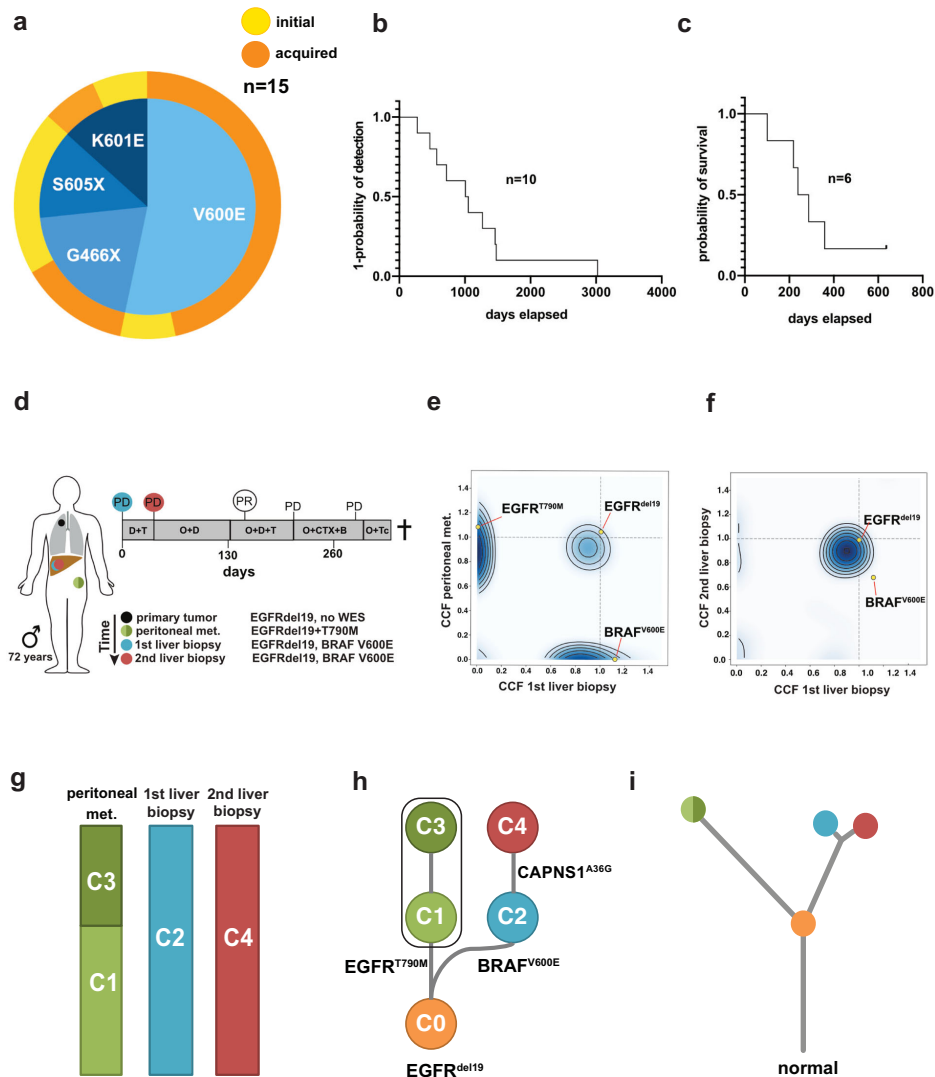 a
initial
acquired
n=15
K601E
S605X
G466X
V600E
b
1-probability of detection
1.0
0.5
0.0
n=10
0 1000 2000 3000 4000
days elapsed
c
probability of survival
1.0
0.5
0.0
n=6
0 200 400 600 800
days elapsed
d
PD PD PR PD PD
D+T O+D O+D+T O+CTX+B O+Tc
0 130 260
days
♂
72 years
Time
primary tumor EGFRdel19, no WES
peritoneal met. EGFRdel19+T790M
1st liver biopsy EGFRdel19, BRAF V600E
2nd liver biopsy EGFRdel19, BRAF V600E
e
CCF peritoneal met.
1.4
1.2
1.0
0.8
0.6
0.4
0.2
0.0
EGFRT790M
EGFRdel19
BRAFV600E
0.0 0.2 0.4 0.6 0.8 1.0 1.2 1.4
CCF 1st liver biopsy
f
CCF 2nd liver biopsy
1.4
1.2
1.0
0.8
0.6
0.4
0.2
0.0
EGFRdel19
BRAFV600E
0.0 0.2 0.4 0.6 0.8 1.0 1.2 1.4
CCF 1st liver biopsy
g
peritoneal met.
1st liver biopsy
2nd liver biopsy
C3
C1
C2
C4
h
C3
C4
CAPNS1A36G
C1
C2
EGFRT790M
BRAFV600E
C0
EGFRdel19
i
normal